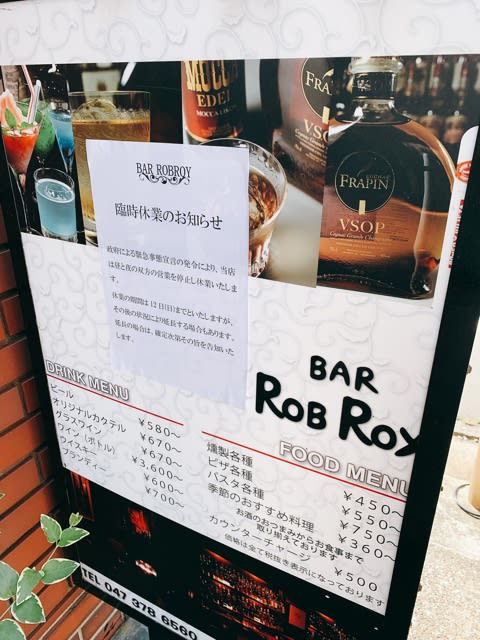 MOCCA
EDEL
FRA
VSOP
COGNAC
FRAPIN
VSOP
Cognac Grande Champagne
BAR ROBROY
臨時休業のお知らせ
政府による緊急事態宣言の発令により、当店
は昼と夜の双方の営業を停止し休業いたしま
す。
休業の期間は12日(日)までといたしますが、
その後の状況により延長する場合もあります。
延長の場合は、確定次第その旨を告知いた
します。
BAR
ROB ROY
DRINK MENU
ビール ¥580~
オリジナルカクテル ¥670~
グラスワイン ¥670~
ワイン(ボトル) ¥3,600~
ウイスキー ¥600~
ブランディー ¥700~
FOOD MENU
燻製各種 ¥450~
ピザ各種 ¥550~
パスタ各種 ¥750~
季節のおすすめ料理 ¥360~
お酒のおつまみからお食事まで
取り揃えております
カウンターチャージ ¥500
価格は全て税抜き表示になっております
TEL 047 378 6560